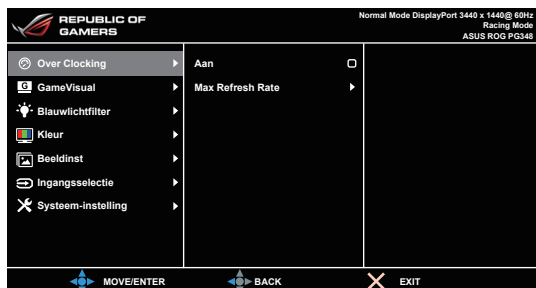 REPUBLIC OF
GAMERS
Normal Mode DisplayPort 3440 x 1440@ 60Hz
Racing Mode
ASUS ROG PG348
Over Clocking
Aan
G GameVisual
Max Refresh Rate
Blauwlichtfilter
Kleur
Beeldinst
Ingangsselectie
Systeem-instelling
MOVE/ENTER
BACK
EXIT